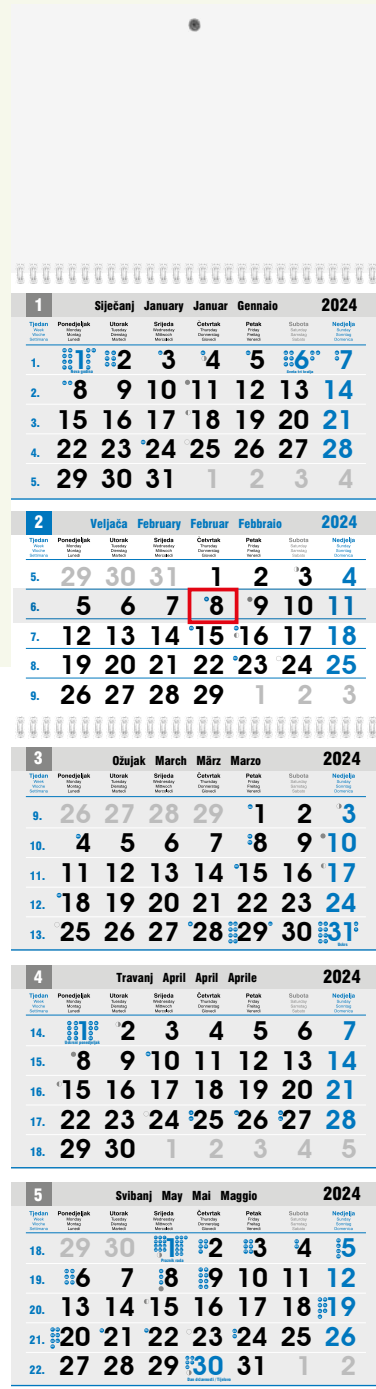 1 Siječanj January Januar Gennaio 2024
Tjedan Ponedjeljak Utorak Srijeda Četvrtak Petak Subota Nedjelja
Week Monday Tuesday Wednesday Thursday Friday Saturday Sunday
Woche Montag Dienstag Mittwoch Donnerstag Freitag Samstag Sonntag
Settimana Lunedì Martedì Mercoledì Giovedì Venerdì Sabato Domenica
1. 1 2 3 4 5 6 7
Nova godina Sveta tri kralja
2. 8 9 10 11 12 13 14
3. 15 16 17 18 19 20 21
4. 22 23 24 25 26 27 28
5. 29 30 31 1 2 3 4
2 Veljača February Februar Febbraio 2024
Tjedan Ponedjeljak Utorak Srijeda Četvrtak Petak Subota Nedjelja
Week Monday Tuesday Wednesday Thursday Friday Saturday Sunday
Woche Montag Dienstag Mittwoch Donnerstag Freitag Samstag Sonntag
Settimana Lunedì Martedì Mercoledì Giovedì Venerdì Sabato Domenica
5. 29 30 31 1 2 3 4
6. 5 6 7 8 9 10 11
7. 12 13 14 15 16 17 18
8. 19 20 21 22 23 24 25
9. 26 27 28 29 1 2 3
3 Ožujak March März Marzo 2024
Tjedan Ponedjeljak Utorak Srijeda Četvrtak Petak Subota Nedjelja
Week Monday Tuesday Wednesday Thursday Friday Saturday Sunday
Woche Montag Dienstag Mittwoch Donnerstag Freitag Samstag Sonntag
Settimana Lunedì Martedì Mercoledì Giovedì Venerdì Sabato Domenica
9. 26 27 28 29 1 2 3
10. 4 5 6 7 8 9 10
11. 11 12 13 14 15 16 17
12. 18 19 20 21 22 23 24
13. 25 26 27 28 29 30 31
Uskrs
4 Travanj April April Aprile 2024
Tjedan Ponedjeljak Utorak Srijeda Četvrtak Petak Subota Nedjelja
Week Monday Tuesday Wednesday Thursday Friday Saturday Sunday
Woche Montag Dienstag Mittwoch Donnerstag Freitag Samstag Sonntag
Settimana Lunedì Martedì Mercoledì Giovedì Venerdì Sabato Domenica
14. 1 2 3 4 5 6 7
Uskrsni ponedjeljak
15. 8 9 10 11 12 13 14
16. 15 16 17 18 19 20 21
17. 22 23 24 25 26 27 28
18. 29 30 1 2 3 4 5
5 Svibanj May Mai Maggio 2024
Tjedan Ponedjeljak Utorak Srijeda Četvrtak Petak Subota Nedjelja
Week Monday Tuesday Wednesday Thursday Friday Saturday Sunday
Woche Montag Dienstag Mittwoch Donnerstag Freitag Samstag Sonntag
Settimana Lunedì Martedì Mercoledì Giovedì Venerdì Sabato Domenica
18. 29 30 1 2 3 4 5
Praznik rada
19. 6 7 8 9 10 11 12
20. 13 14 15 16 17 18 19
21. 20 21 22 23 24 25 26
22. 27 28 29 30 31 1 2
Dan državnosti / Tijelovo